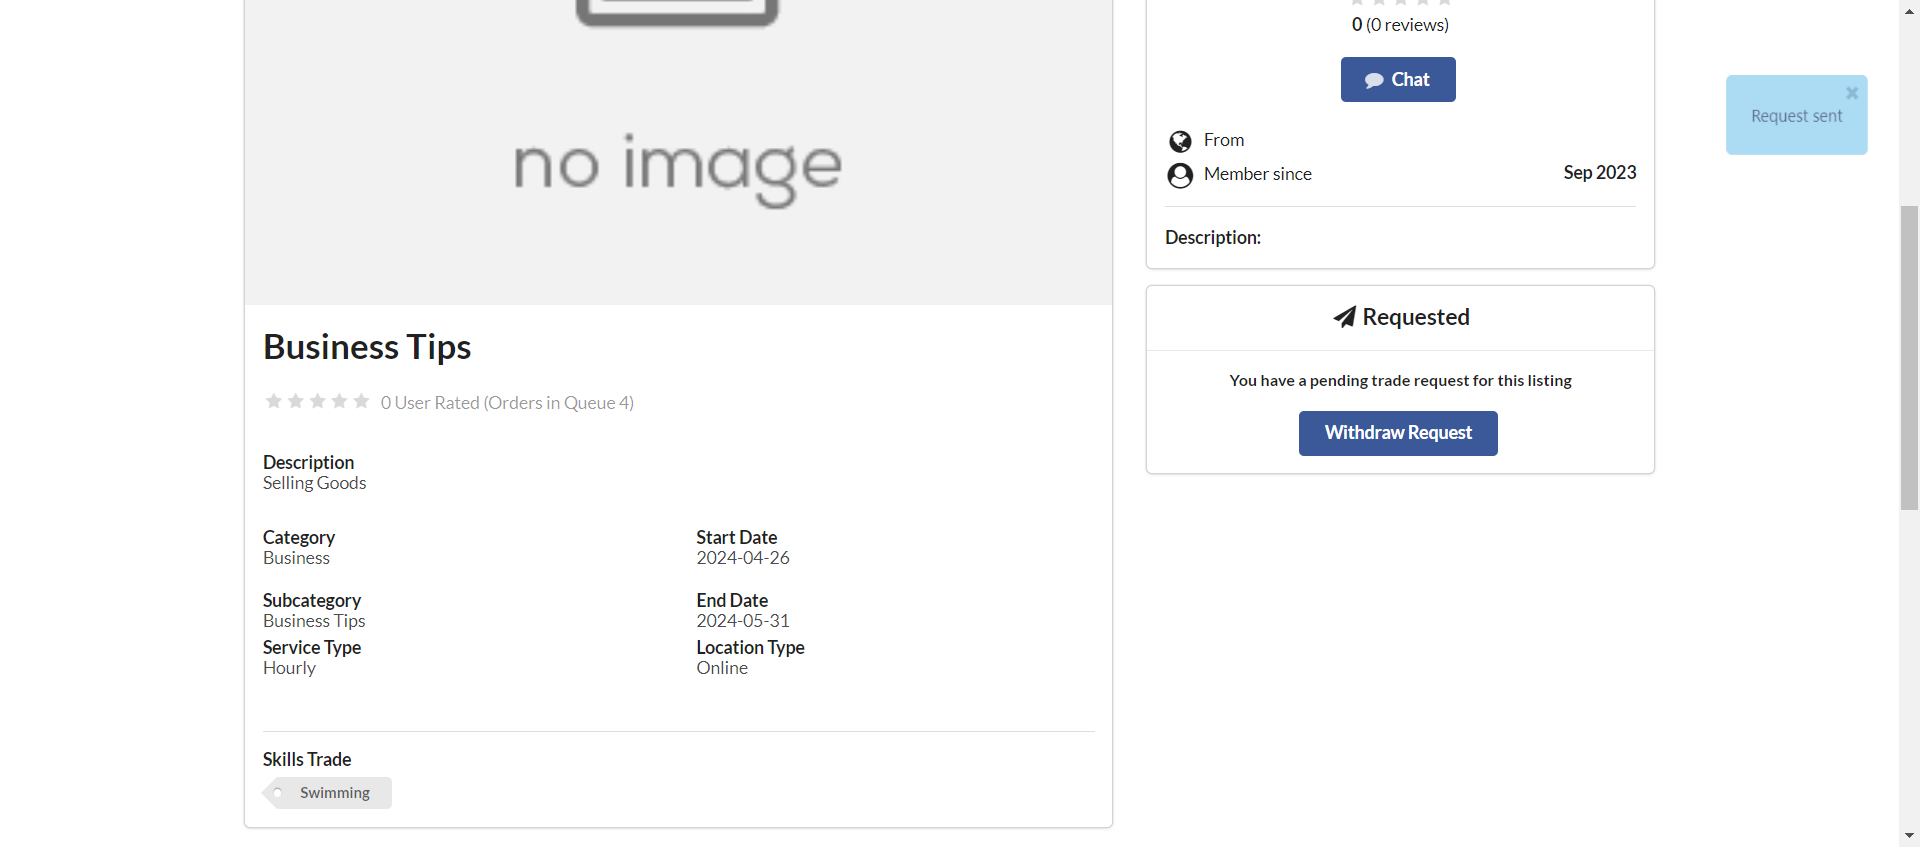 no image
Business Tips
0 User Rated (Orders in Queue 4)
Description
Selling Goods
Category
Business
Start Date
2024-04-26
Subcategory
Business Tips
End Date
2024-05-31
Service Type
Hourly
Location Type
Online
Skills Trade
Swimming
0 (0 reviews)
Chat
From
Member since Sep 2023
Description:
Requested
You have a pending trade request for this listing
Withdraw Request
Request sent